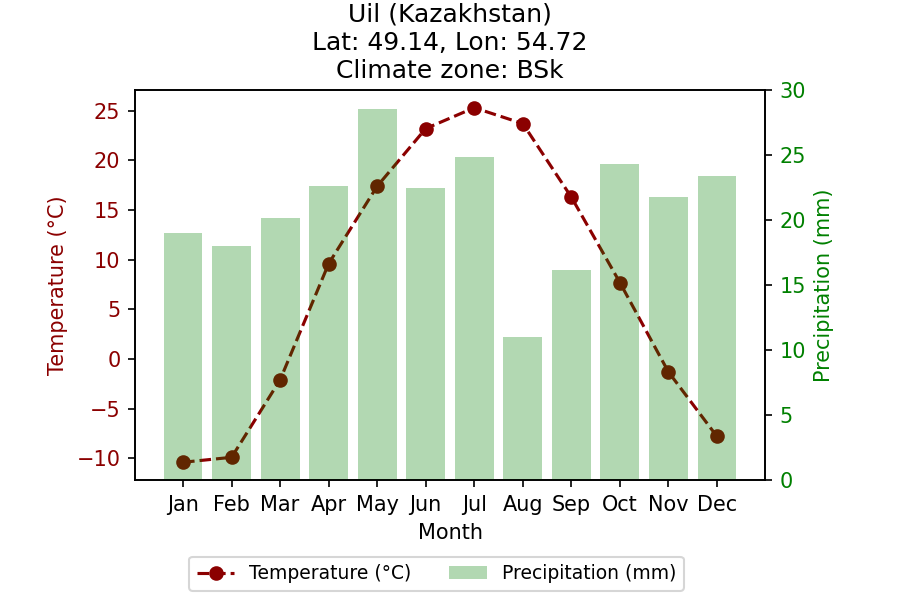 Uil (Kazakhstan)
Lat: 49.14, Lon: 54.72
Climate zone: BSk
Temperature (°C)
25
20
15
10
5
0
−5
−10
30
25
20
15
10
5
0
Precipitation (mm)
Jan Feb Mar Apr May Jun Jul Aug Sep Oct Nov Dec
Month
Temperature (°C) Precipitation (mm)